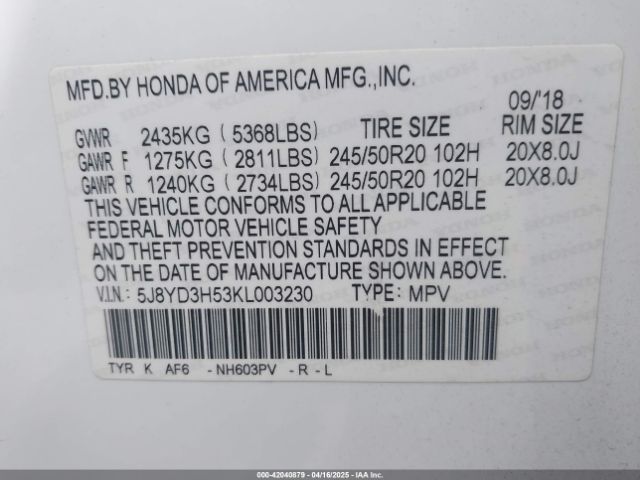 MFD.BY HONDA OF AMERICA MFG.,INC.
09/'18
GVWR 2435KG ( 5368LBS) TIRE SIZE RIM SIZE
GAWR F 1275KG ( 2811LBS) 245/50R20 102H 20X8.0J
GAWR R 1240KG ( 2734LBS) 245/50R20 102H 20X8.0J
THIS VEHICLE CONFORMS TO ALL APPLICABLE
FEDERAL MOTOR VEHICLE SAFETY
AND THEFT PREVENTION STANDARDS IN EFFECT
ON THE DATE OF MANUFACTURE SHOWN ABOVE.
V.I.N.: 5J8YD3H53KL003230 TYPE: MPV
TYR K AF6 - NH603PV - R - L
000-42040879 - 04/16/2025 - IAA Inc.